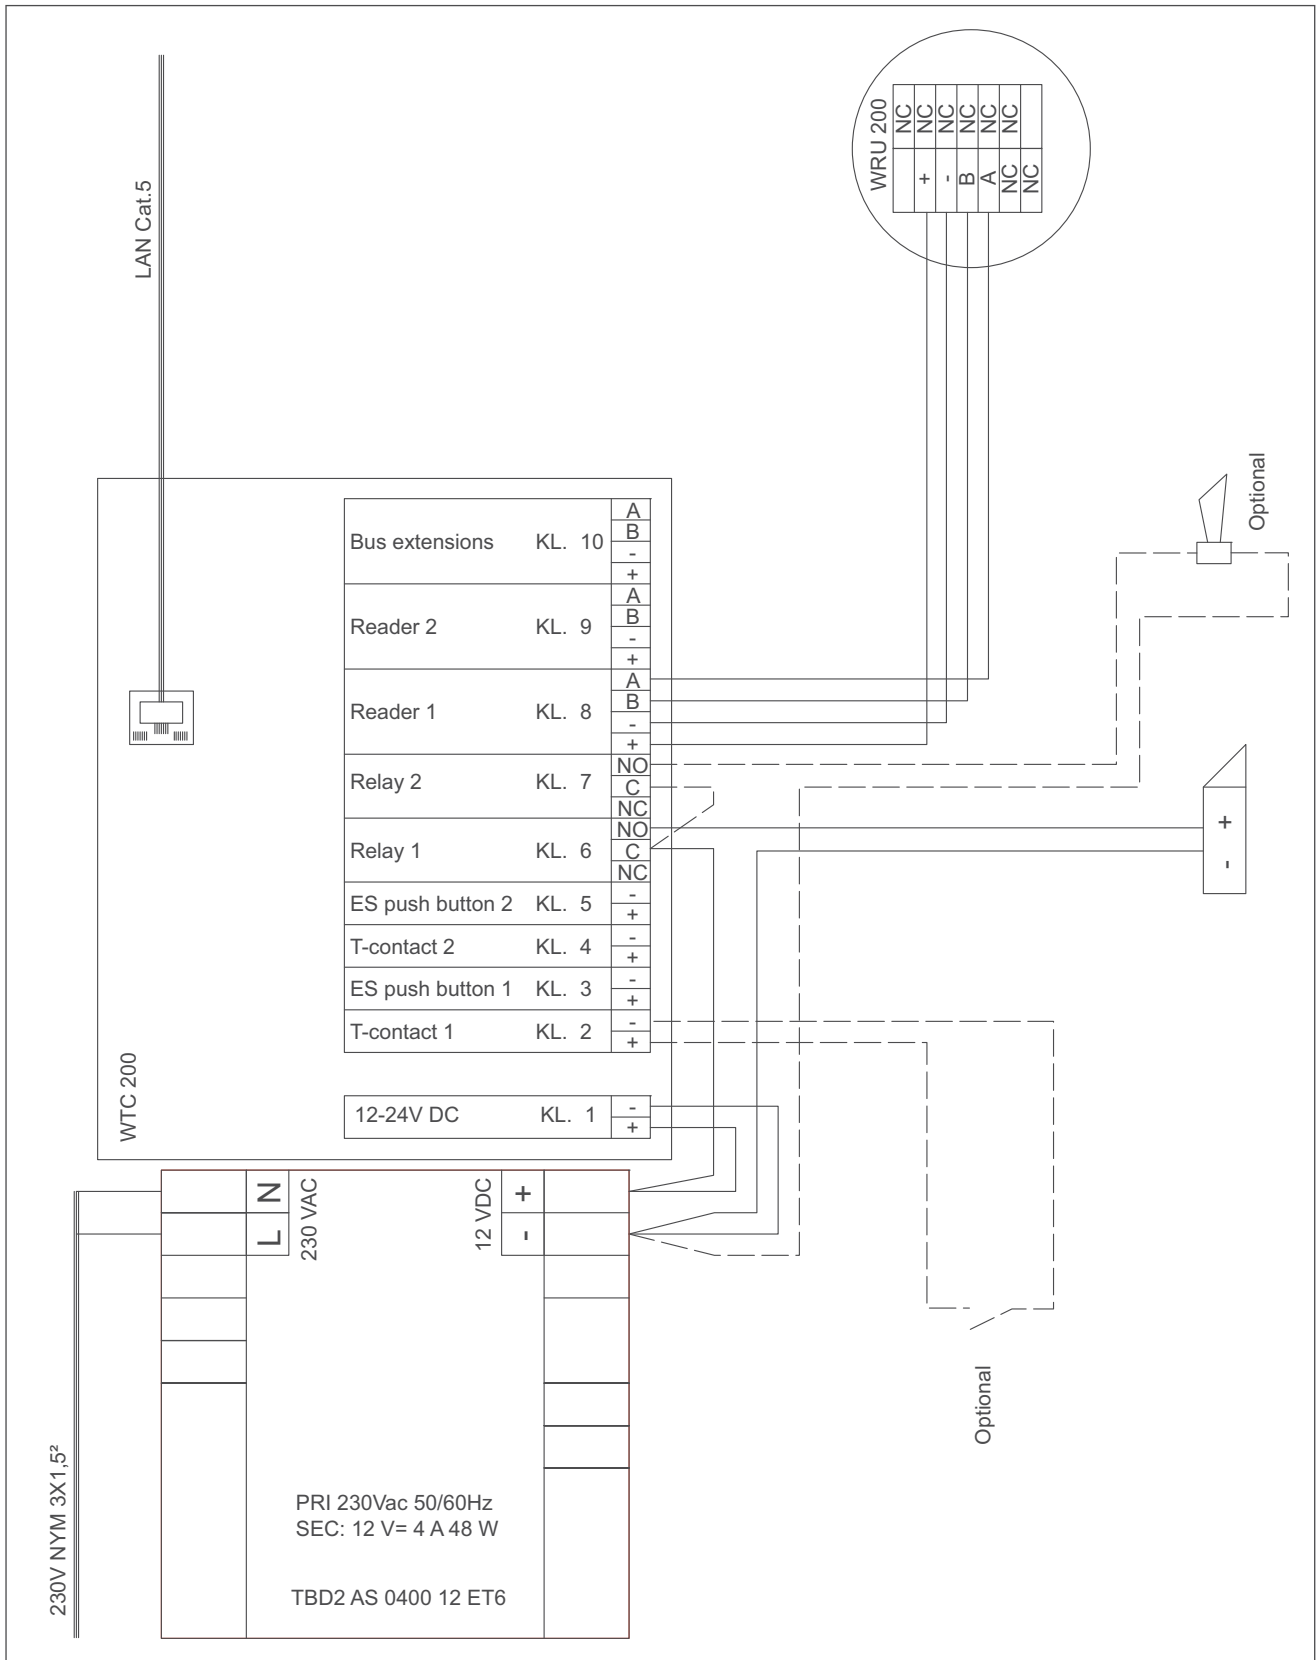 LAN Cat.5
WRU 200
NC
NC
NC
NC
NC
NC
+
-
B
A
NC
NC
Optional
Bus extensions KL. 10 A B - +
Reader 2 KL. 9 A B - +
Reader 1 KL. 8 A B - +
Relay 2 KL. 7 NO C NC
Relay 1 KL. 6 NO C NC
ES push button 2 KL. 5 - +
T-contact 2 KL. 4 - +
ES push button 1 KL. 3 - +
T-contact 1 KL. 2 - +
12-24V DC KL. 1 - +
WTC 200
+
-
L N
230 VAC
12 VDC
- +
Optional
230V NYM 3X1,5²
PRI 230Vac 50/60Hz
SEC: 12 V= 4 A 48 W
TBD2 AS 0400 12 ET6